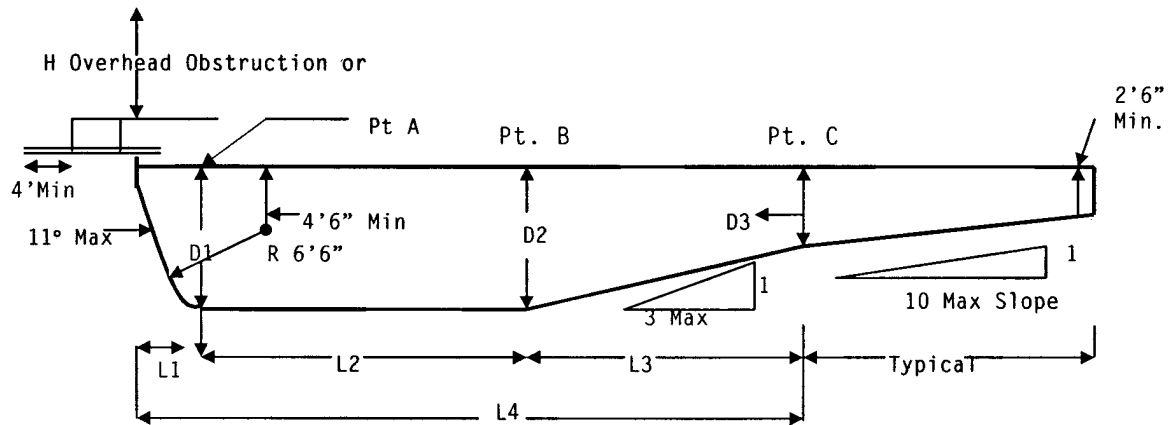 H Overhead Obstruction or
2'6"
Min.
Pt A
Pt. B
Pt. C
4'Min
4'6" Min
D1
D2
D3
11° Max
R 6'6"
1
1
3 Max
10 Max Slope
L1
L2
L3
Typical
L4